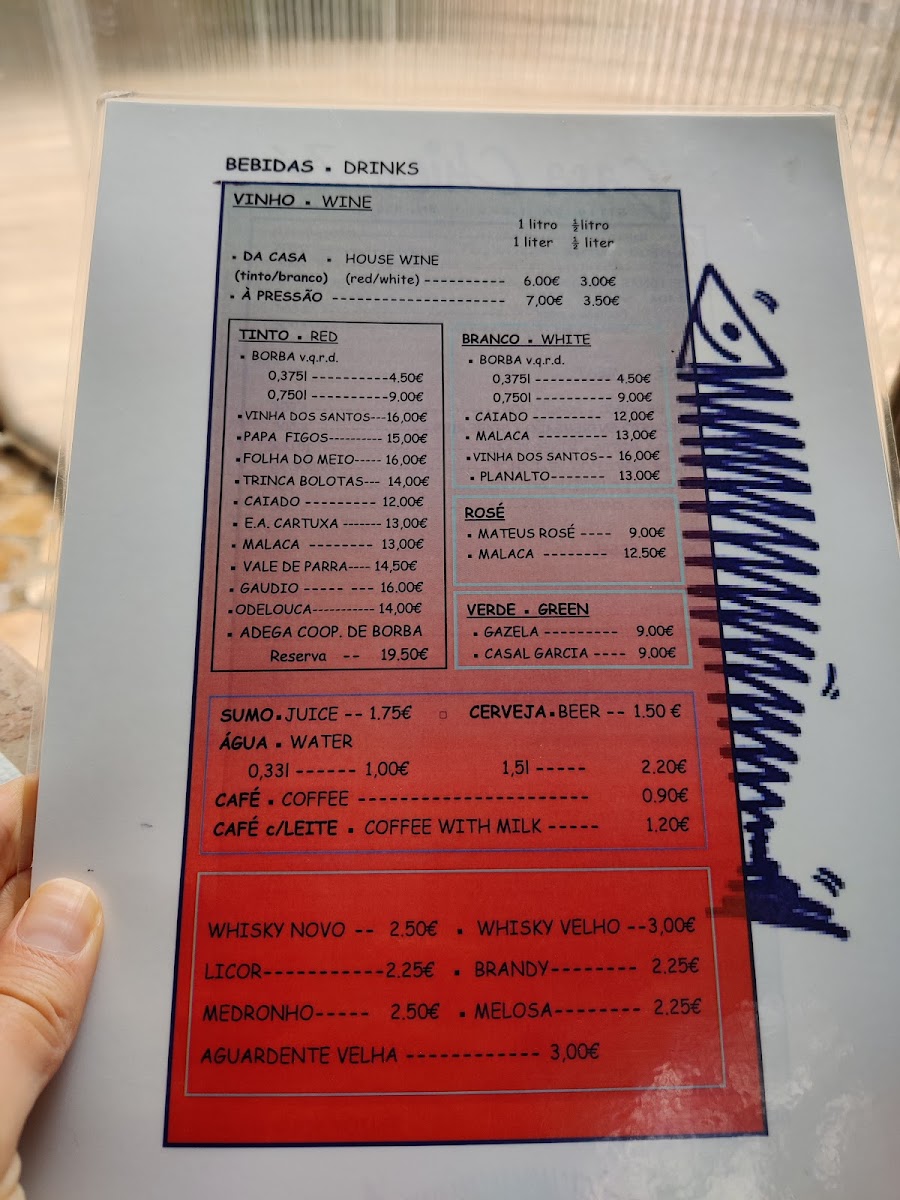 BEBIDAS ▪ DRINKS
VINHO ▪ WINE
1 litro ½litro
1 liter ½ liter
▪ DA CASA ▪ HOUSE WINE
(tinto/branco) (red/white) ----------- 6.00€ 3.00€
▪ À PRESSÃO ----------------------- 7,00€ 3.50€
TINTO ▪ RED
▪ BORBA v.q.r.d.
0,375l -----------4.50€
0,750l -----------9.00€
▪VINHA DOS SANTOS---16,00€
▪PAPA FIGOS---------- 15,00€
▪FOLHA DO MEIO----- 16,00€
▪TRINCA BOLOTAS--- 14,00€
▪ CAIADO ---------- 12,00€
▪ E.A. CARTUXA ------- 13,00€
▪ MALACA --------- 13,00€
▪ VALE DE PARRA---- 14,50€
▪ GAUDIO ----- --- 16.00€
▪ODELOUCA----------- 14,00€
▪ ADEGA COOP. DE BORBA
Reserva -- 19.50€
BRANCO ▪ WHITE
▪ BORBA v.q.r.d.
0,375l ----------- 4.50€
0,750l ----------- 9.00€
▪ CAIADO ---------- 12,00€
▪ MALACA ---------- 13,00€
▪VINHA DOS SANTOS-- 16,00€
▪ PLANALTO------- 13.00€
ROSÉ
▪ MATEUS ROSÉ ---- 9.00€
▪ MALACA --------- 12.50€
VERDE ▪ GREEN
▪ GAZELA ---------- 9.00€
▪ CASAL GARCIA ---- 9,00€
SUMO▪JUICE -- 1.75€ □ CERVEJA▪BEER -- 1.50 €
ÁGUA ▪ WATER
0,33l ------ 1,00€ 1,5l ----- 2.20€
CAFÉ ▪ COFFEE ----------------------- 0.90€
CAFÉ c/LEITE ▪ COFFEE WITH MILK ----- 1.20€
WHISKY NOVO -- 2.50€ ▪ WHISKY VELHO --3,00€
LICOR-----------2.25€ ▪ BRANDY-------- 2.25€
MEDRONHO----- 2.50€ ▪ MELOSA-------- 2.25€
AGUARDENTE VELHA ------------ 3,00€